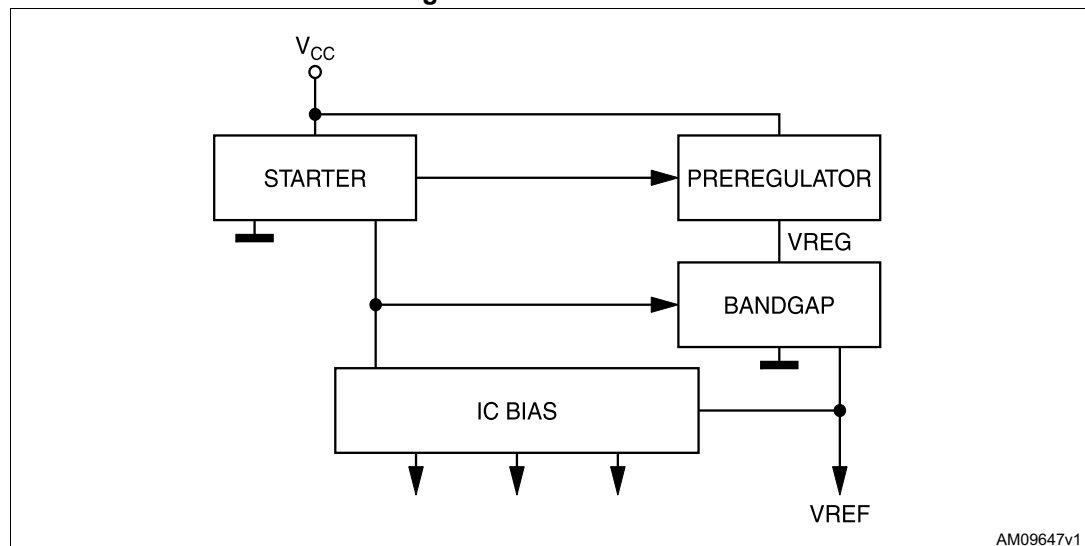 V_CC
STARTER
PREREGULATOR
VREG
BANDGAP
IC BIAS
VREF
AM09647v1